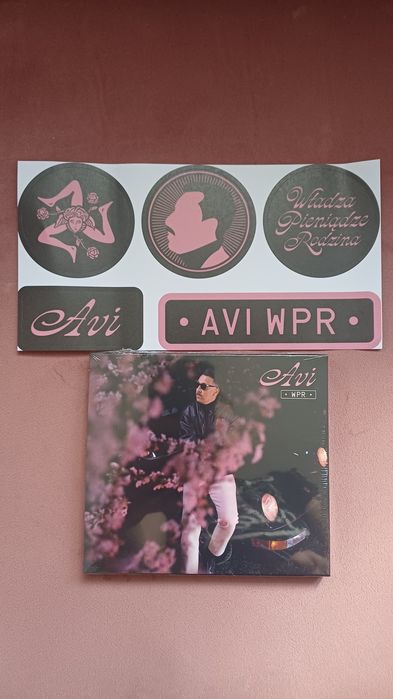 Władza
Pieniądze
Rodzina
Avi
• AVI WPR •
Avi
• WPR •